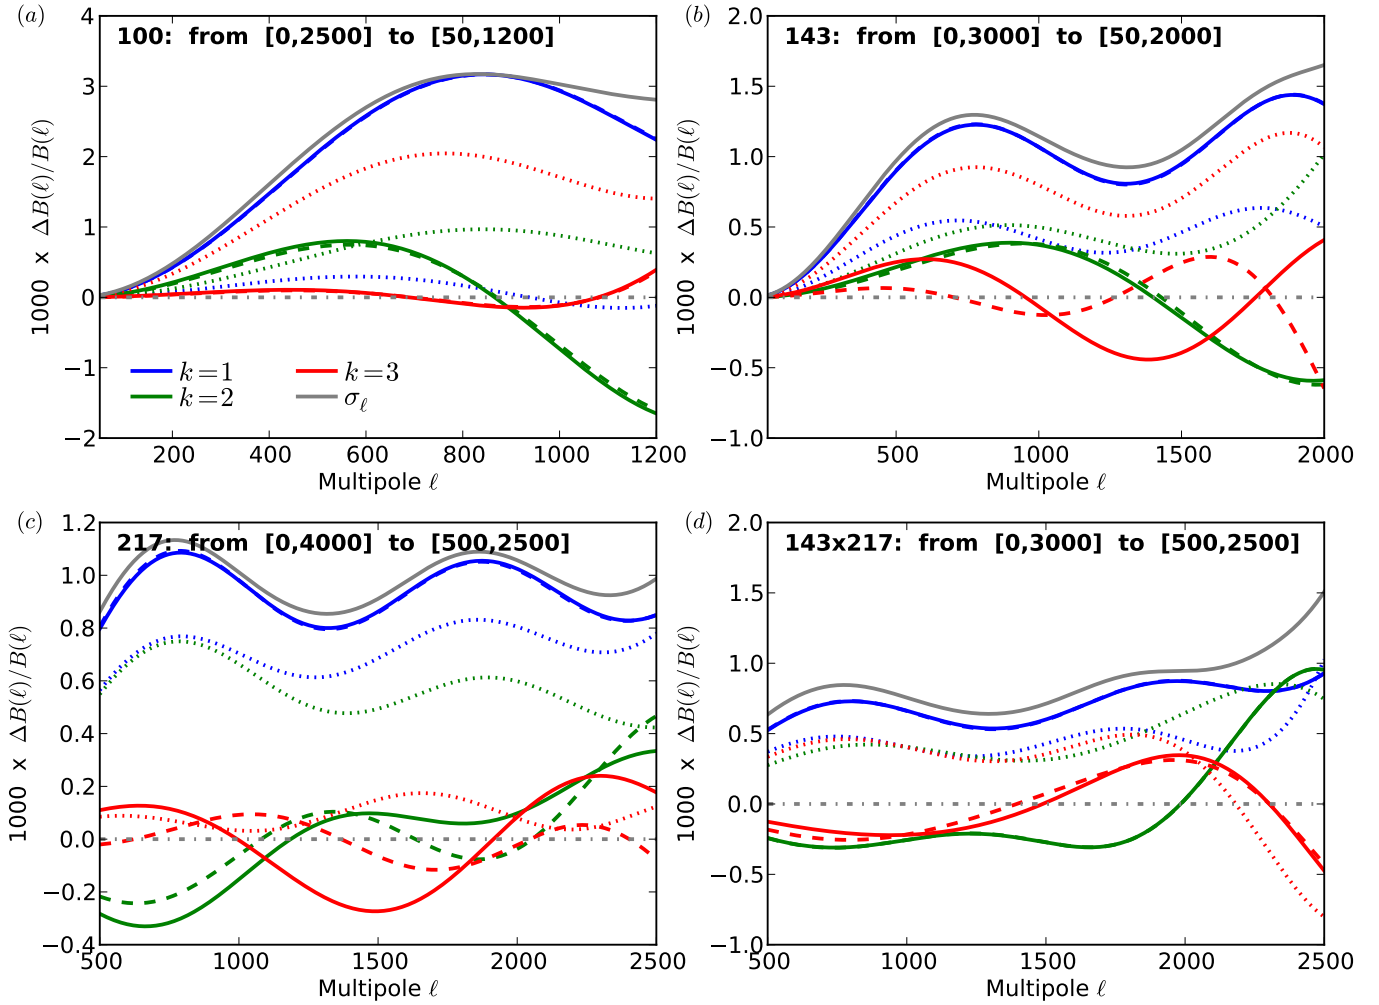 (a)
100: from [0,2500] to [50,1200]
4
3
2
1
0
−1
−2
1000 x ΔB(ℓ)/B(ℓ)
k=1
k=2
k=3
σℓ
200 400 600 800 1000 1200
Multipole ℓ
(b)
143: from [0,3000] to [50,2000]
2.0
1.5
1.0
0.5
0.0
−0.5
−1.0
1000 x ΔB(ℓ)/B(ℓ)
500 1000 1500 2000
Multipole ℓ
(c)
217: from [0,4000] to [500,2500]
1.2
1.0
0.8
0.6
0.4
0.2
0.0
−0.2
−0.4
1000 x ΔB(ℓ)/B(ℓ)
500 1000 1500 2000 2500
Multipole ℓ
(d)
143x217: from [0,3000] to [500,2500]
2.0
1.5
1.0
0.5
0.0
−0.5
−1.0
1000 x ΔB(ℓ)/B(ℓ)
500 1000 1500 2000 2500
Multipole ℓ